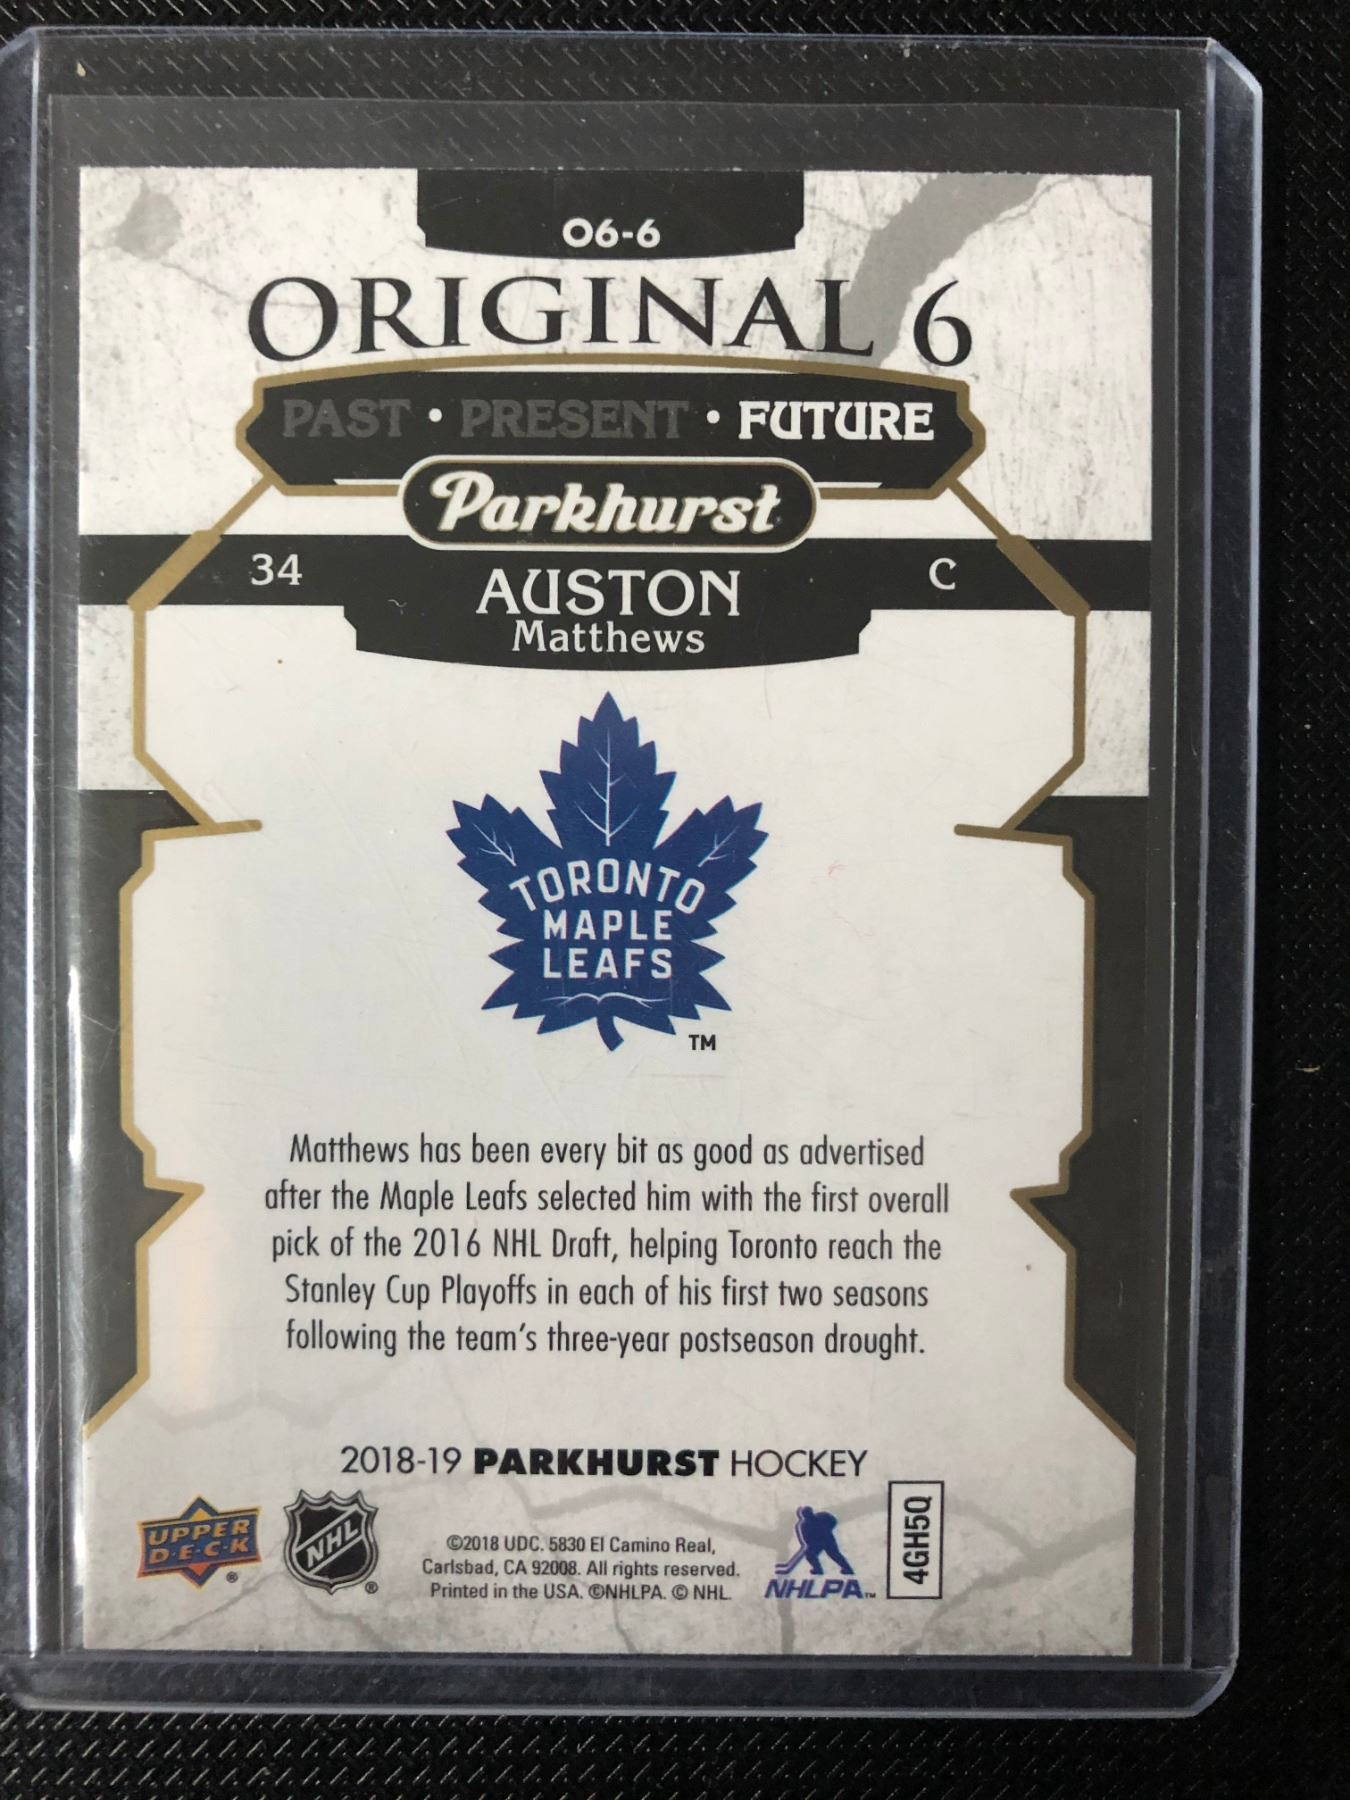 O6-6
ORIGINAL 6
PAST • PRESENT • FUTURE
Parkhurst
34
AUSTON
C
Matthews
TORONTO
MAPLE
LEAFS
TM
Matthews has been every bit as good as advertised
after the Maple Leafs selected him with the first overall
pick of the 2016 NHL Draft, helping Toronto reach the
Stanley Cup Playoffs in each of his first two seasons
following the team's three-year postseason drought.
2018-19 PARKHURST HOCKEY
UPPER
D·E·C·K
®
NHL
®
©2018 UDC. 5830 El Camino Real,
Carlsbad, CA 92008. All rights reserved.
Printed in the USA. ©NHLPA. © NHL.
NHLPA™
4GH5Q